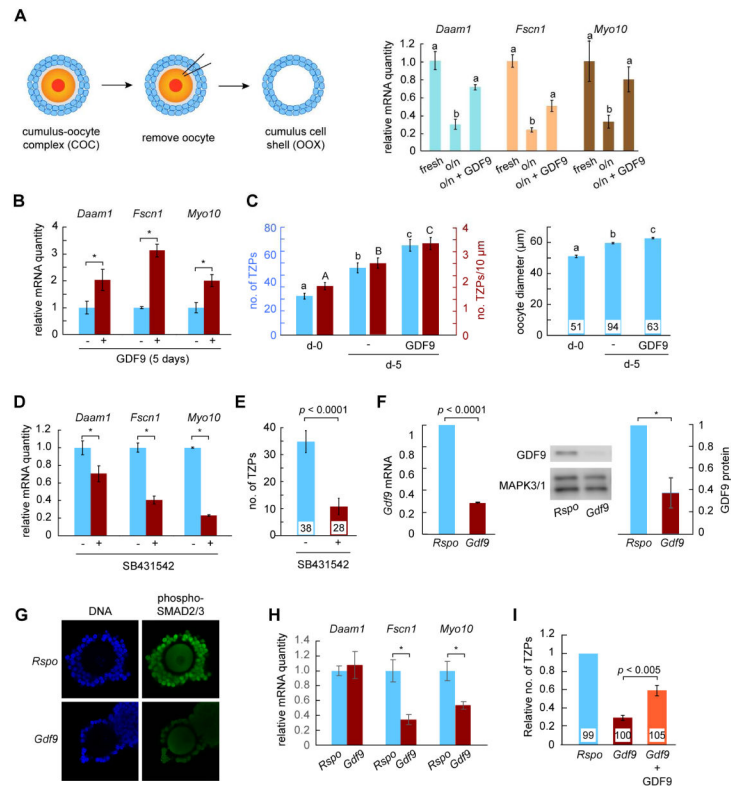 A
cumulus-oocyte
complex (COC)
remove oocyte
cumulus cell
shell (OOX)
relative mRNA quantity
Daam1 Fscn1 Myo10
1.2
1.0
0.8
0.6
0.4
0.2
0
a b a a b a a b a
fresh o/n o/n + GDF9 fresh o/n o/n + GDF9 fresh o/n o/n + GDF9
B
relative mRNA quantity
Daam1 Fscn1 Myo10
4
3
2
1
0
* * *
- + - + - +
GDF9 (5 days)
C
no. of TZPs
80
60
40
20
0
a A b B c C
4
3
2
1
0
no. TZPs/10 µm
d-0 - GDF9
d-5
oocyte diameter (µm)
80
60
40
20
0
a b c
51 94 63
d-0 - GDF9
d-5
D
relative mRNA quantity
Daam1 Fscn1 Myo10
1.2
1.0
0.8
0.6
0.4
0.2
0
* * *
- + - + - +
SB431542
E
p < 0.0001
no. of TZPs
40
30
20
10
0
38 28
- +
SB431542
F
p < 0.0001
Gdf9 mRNA
1
0.8
0.6
0.4
0.2
0
Rspo Gdf9
GDF9
MAPK3/1
Rspo Gdf9
*
1
0.8
0.6
0.4
0.2
0
GDF9 protein
Rspo Gdf9
G
DNA
phospho-
SMAD2/3
Rspo
Gdf9
H
relative mRNA quantity
Daam1 Fscn1 Myo10
1.4
1.2
1.0
0.8
0.6
0.4
0.2
0
* *
Rspo Gdf9 Rspo Gdf9 Rspo Gdf9
I
Relative no. of TZPs
1.2
1
0.8
0.6
0.4
0.2
0
p < 0.005
99 100 105
Rspo Gdf9 Gdf9
+
GDF9